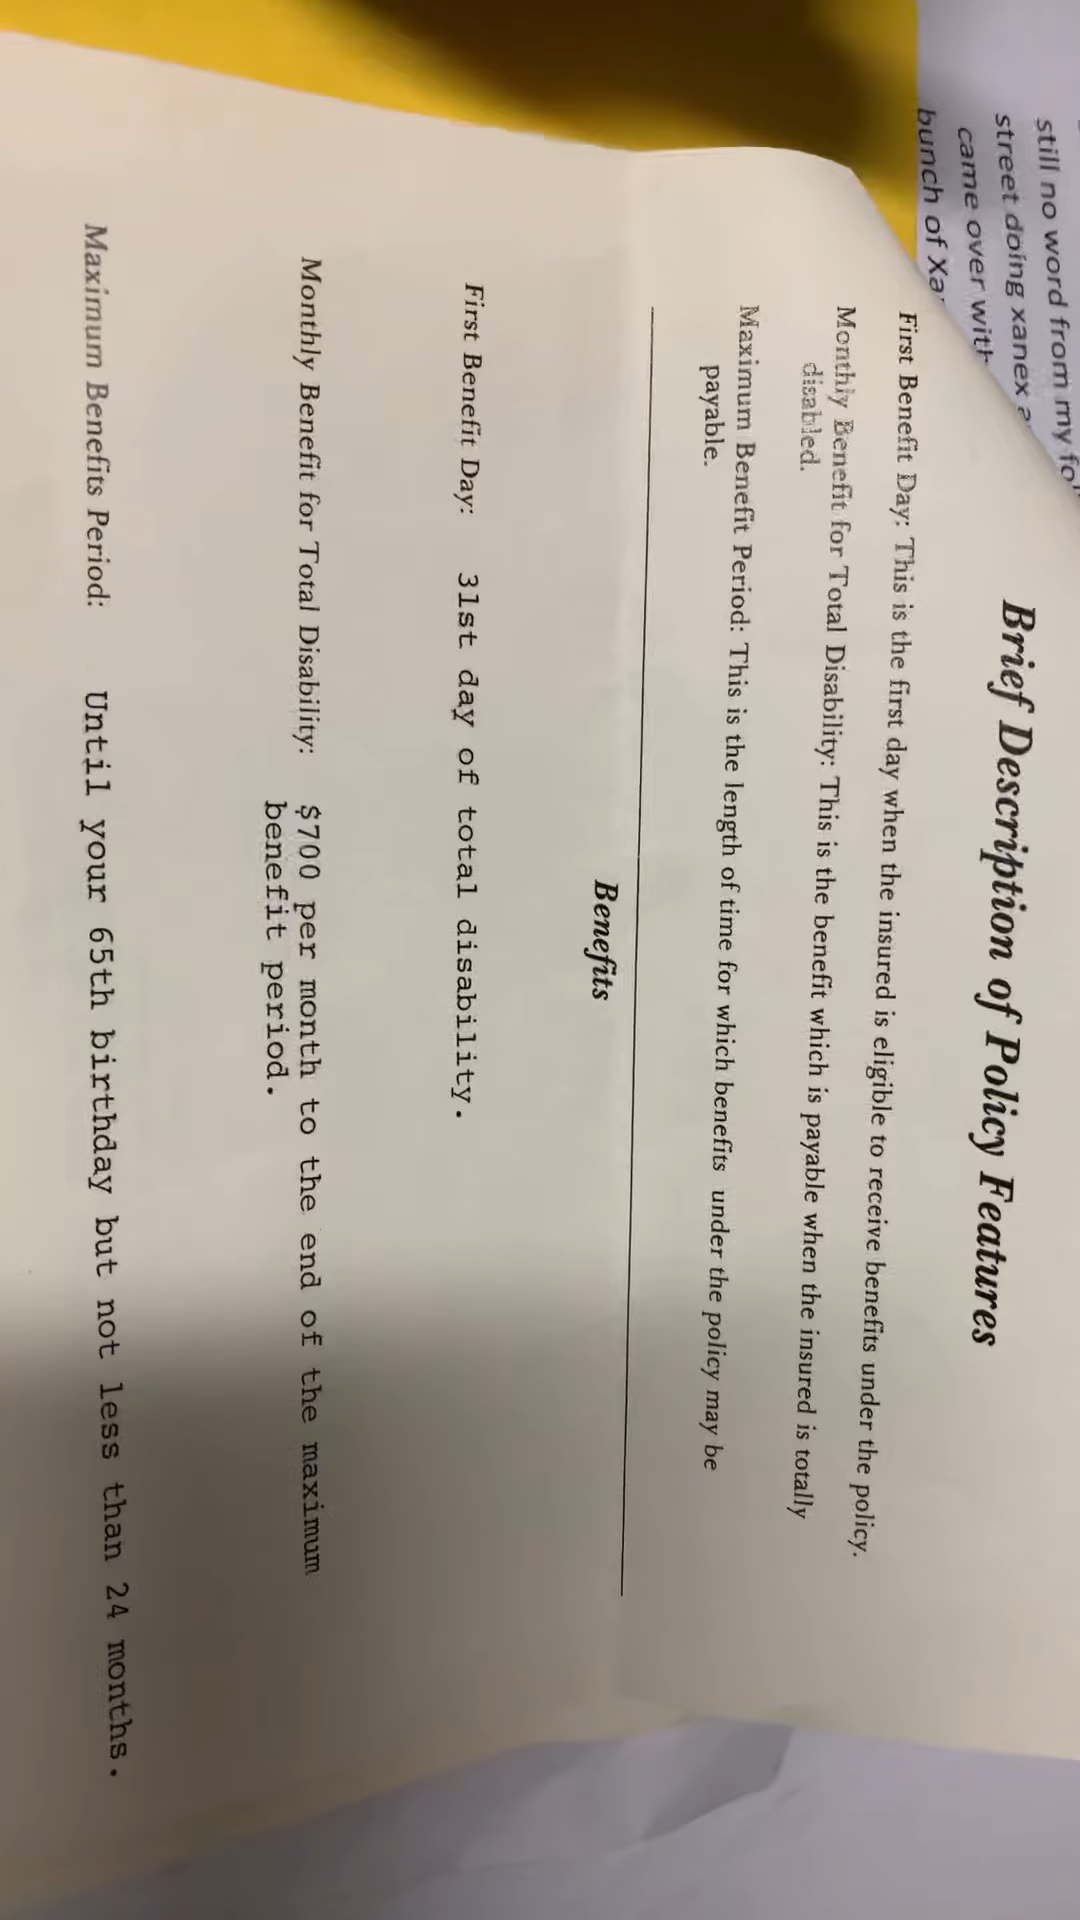 still no word from my fo
street doing xanex a
came over with
bunch of Xa
Brief Description of Policy Features
First Benefit Day: This is the first day when the insured is eligible to receive benefits under the policy.
Monthly Benefit for Total Disability: This is the benefit which is payable when the insured is totally
disabled.
Maximum Benefit Period: This is the length of time for which benefits under the policy may be
payable.
Benefits
First Benefit Day: 31st day of total disability.
Monthly Benefit for Total Disability: $700 per month to the end of the maximum
benefit period.
Maximum Benefits Period: Until your 65th birthday but not less than 24 months.